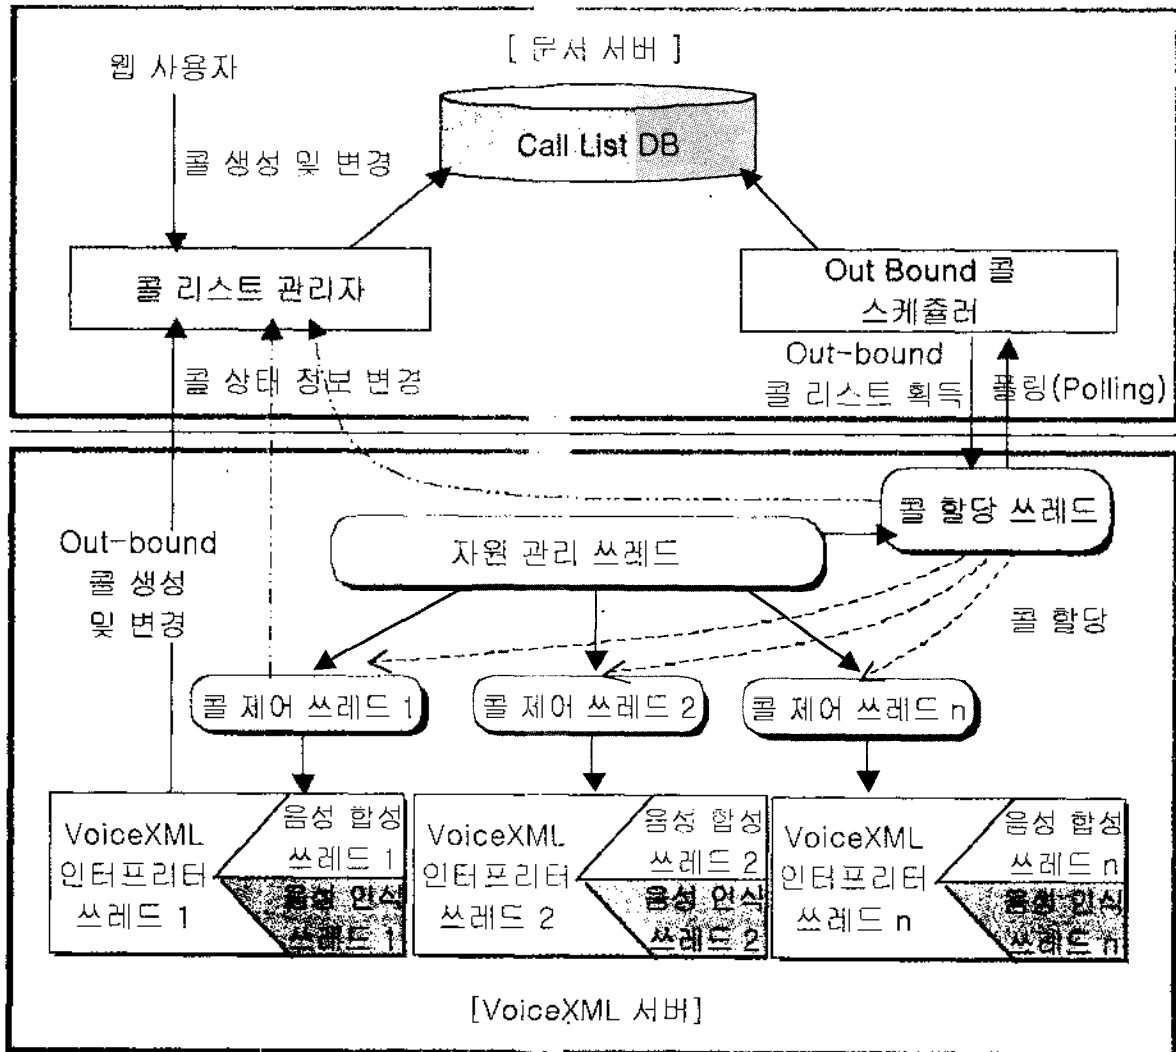 [ 문서 서버 ]
웹 사용자
Call List DB
콜 생성 및 변경
콜 리스트 관리자
Out Bound 콜
스케쥴러
콜 상태 정보 변경
Out-bound
콜 리스트 획득
폴링(Polling)
콜 할당 쓰레드
자원 관리 쓰레드
Out-bound
콜 생성
및 변경
콜 할당
콜 제어 쓰레드 1
콜 제어 쓰레드 2
콜 제어 쓰레드 n
VoiceXML
인터프리터
쓰레드 1
음성 합성
쓰레드 1
음성 인식
쓰레드 1
VoiceXML
인터프리터
쓰레드 2
음성 합성
쓰레드 2
음성 인식
쓰레드 2
VoiceXML
인터프리터
쓰레드 n
음성 합성
쓰레드 n
음성 인식
쓰레드 n
[VoiceXML 서버]